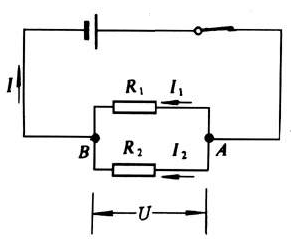 I
R₁ I₁
B R₂ I₂ A
U